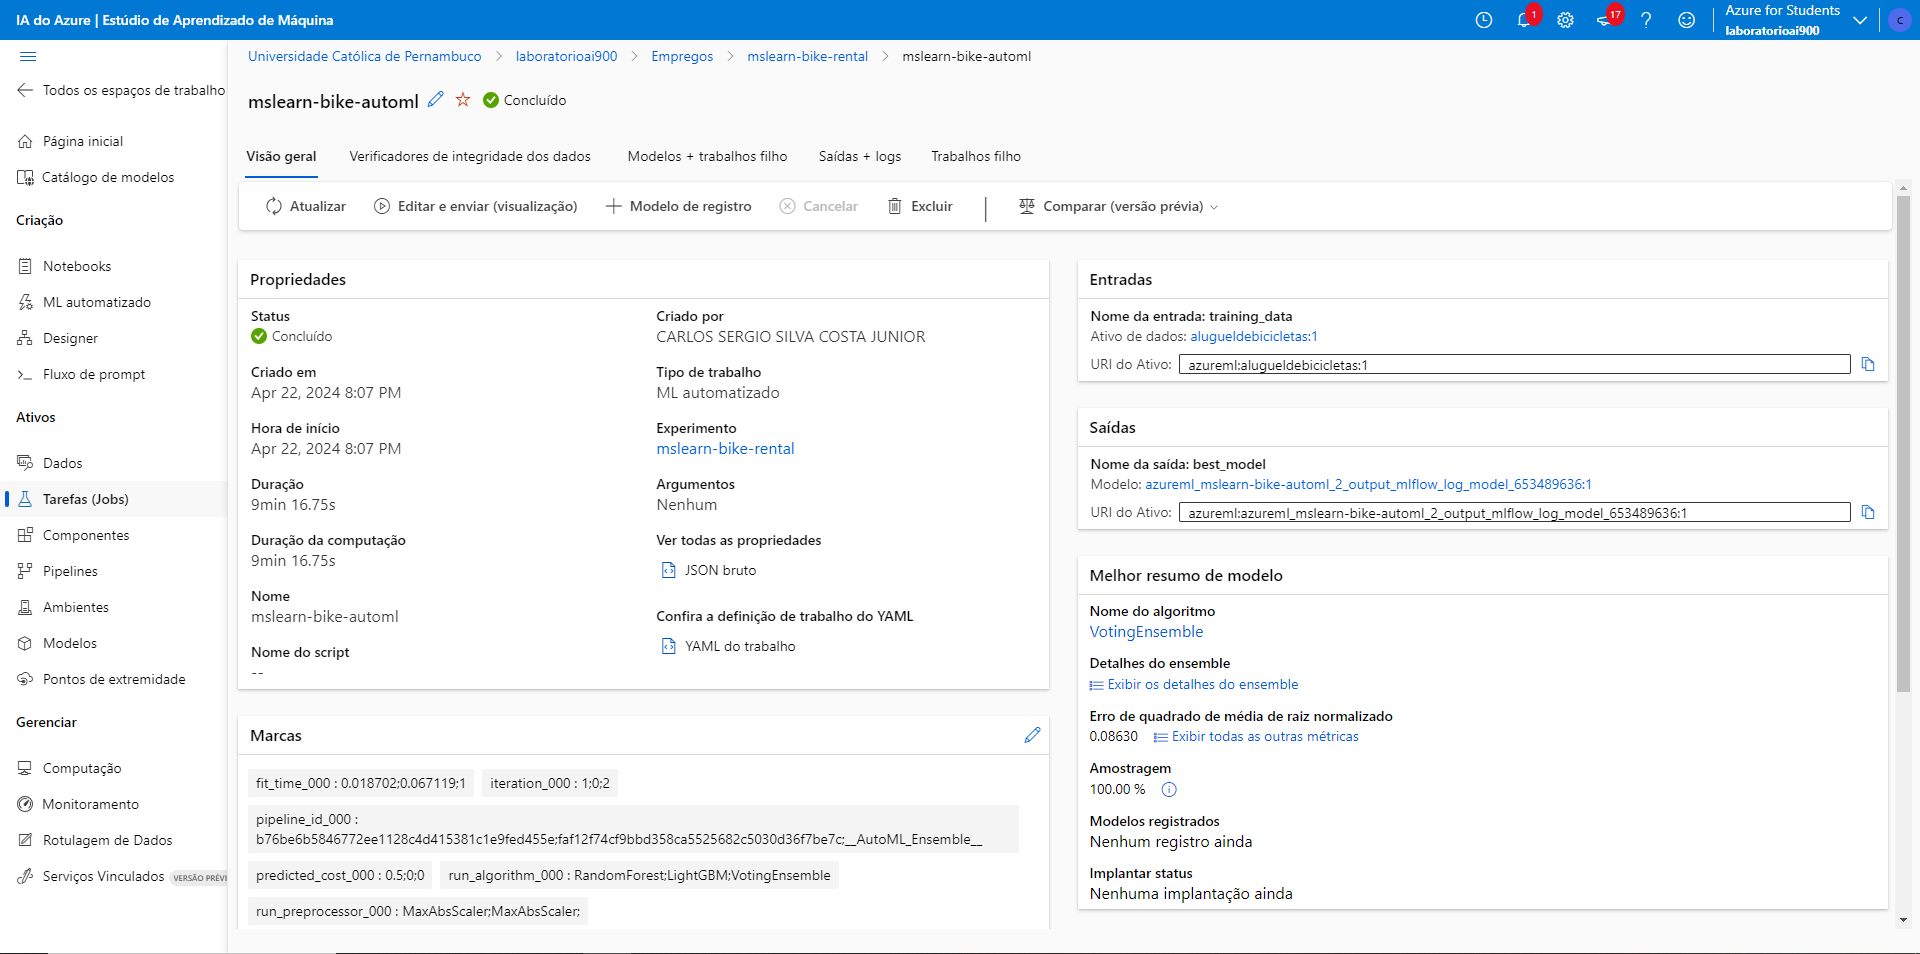 IA do Azure | Estúdio de Aprendizado de Máquina
1
17
Azure for Students
laboratorioai900
C
Todos os espaços de trabalho
Página inicial
Catálogo de modelos
Criação
Notebooks
ML automatizado
Designer
Fluxo de prompt
Ativos
Dados
Tarefas (Jobs)
Componentes
Pipelines
Ambientes
Modelos
Pontos de extremidade
Gerenciar
Computação
Monitoramento
Rotulagem de Dados
Serviços Vinculados VERSÃO PRÉVI
Universidade Católica de Pernambuco > laboratorioai900 > Empregos > mslearn-bike-rental > mslearn-bike-automl
mslearn-bike-automl Concluído
Visão geral Verificadores de integridade dos dados Modelos + trabalhos filho Saídas + logs Trabalhos filho
Atualizar Editar e enviar (visualização) Modelo de registro Cancelar Excluir Comparar (versão prévia)
Propriedades
Status
Concluído
Criado em
Apr 22, 2024 8:07 PM
Hora de início
Apr 22, 2024 8:07 PM
Duração
9min 16.75s
Duração da computação
9min 16.75s
Nome
mslearn-bike-automl
Nome do script
--
Criado por
CARLOS SERGIO SILVA COSTA JUNIOR
Tipo de trabalho
ML automatizado
Experimento
mslearn-bike-rental
Argumentos
Nenhum
Ver todas as propriedades
JSON bruto
Confira a definição de trabalho do YAML
YAML do trabalho
Marcas
fit_time_000 : 0.018702;0.067119;1 iteration_000 : 1;0;2
pipeline_id_000 :
b76be6b5846772ee1128c4d415381c1e9fed455e;faf12f74cf9bbd358ca5525682c5030d36f7be7c;__AutoML_Ensemble__
predicted_cost_000 : 0.5;0;0 run_algorithm_000 : RandomForest;LightGBM;VotingEnsemble
run_preprocessor_000 : MaxAbsScaler;MaxAbsScaler;
Entradas
Nome da entrada: training_data
Ativo de dados: alugueldebicicletas:1
URI do Ativo: azureml:alugueldebicicletas:1
Saídas
Nome da saída: best_model
Modelo: azureml_mslearn-bike-automl_2_output_mlflow_log_model_653489636:1
URI do Ativo: azureml:azureml_mslearn-bike-automl_2_output_mlflow_log_model_653489636:1
Melhor resumo de modelo
Nome do algoritmo
VotingEnsemble
Detalhes do ensemble
Exibir os detalhes do ensemble
Erro de quadrado de média de raiz normalizado
0.08630 Exibir todas as outras métricas
Amostragem
100.00 %
Modelos registrados
Nenhum registro ainda
Implantar status
Nenhuma implantação ainda